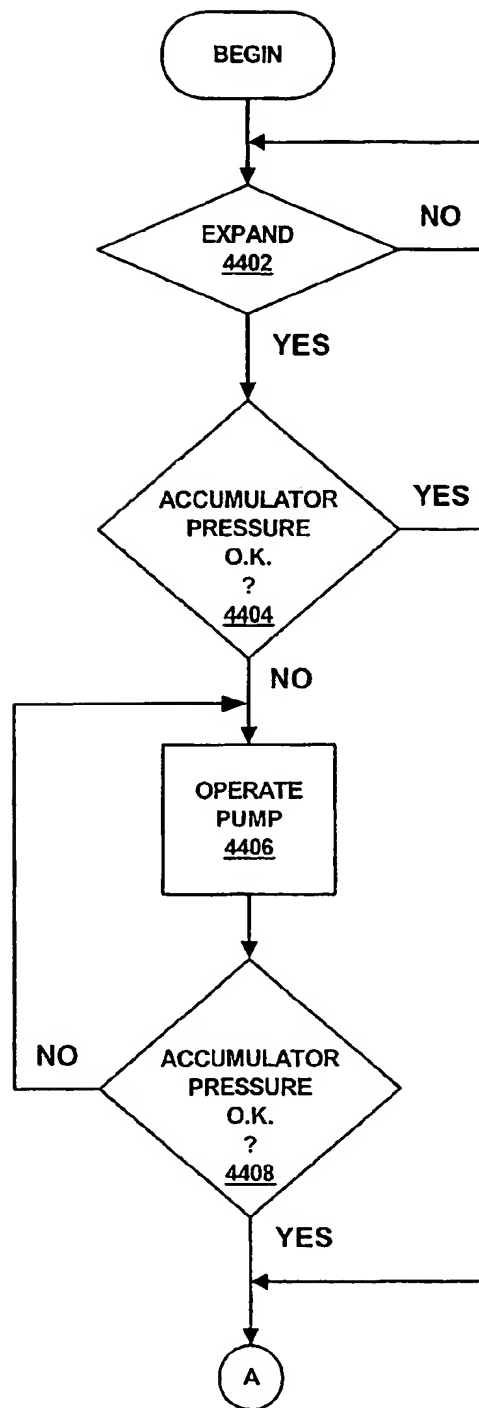 BEGIN
EXPAND
4402
NO
YES
ACCUMULATOR
PRESSURE
O.K.
?
4404
YES
NO
OPERATE
PUMP
4406
ACCUMULATOR
PRESSURE
O.K.
?
4408
NO
YES
A